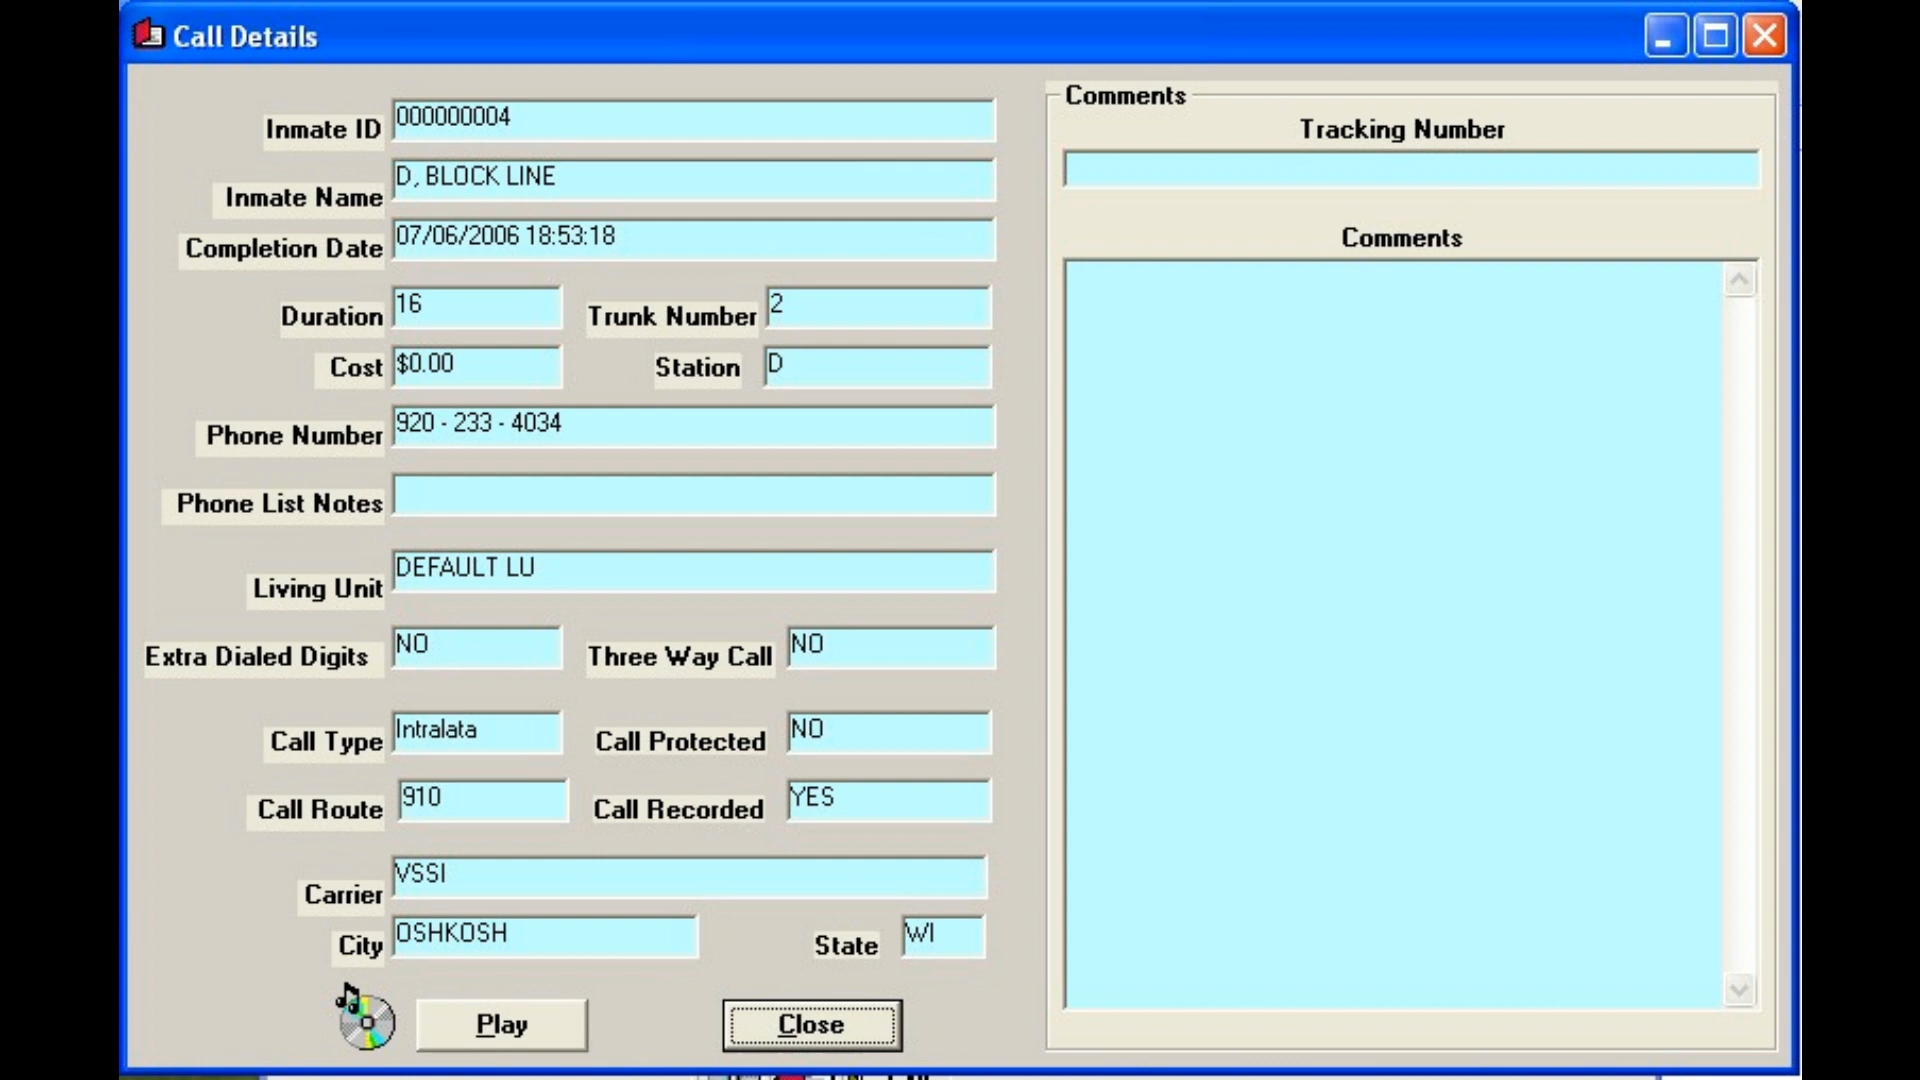 Call Details
Inmate ID 000000004
Inmate Name D, BLOCK LINE
Completion Date 07/06/2006 18:53:18
Duration 16 Trunk Number 2
Cost $0.00 Station D
Phone Number 920 - 233 - 4034
Phone List Notes
Living Unit DEFAULT LU
Extra Dialed Digits NO Three Way Call NO
Call Type Intralata Call Protected NO
Call Route 910 Call Recorded YES
Carrier VSSI
City OSHKOSH State WI
Play Close
Comments
Tracking Number
Comments